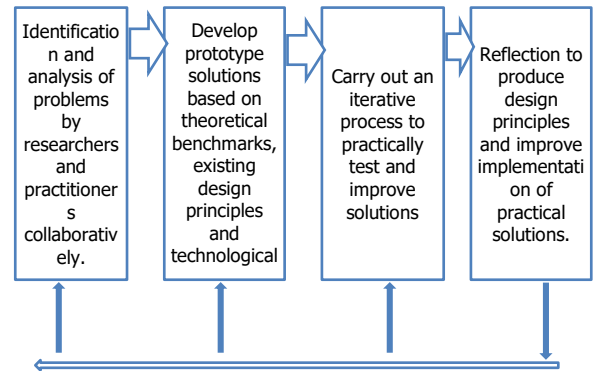 Identificatio
n and
analysis of
problems
by
researchers
and
practitioner
s
collaborativ
ely.
Develop
prototype
solutions
based on
theoretical
benchmarks,
existing
design
principles
and
technological
Carry out an
iterative
process to
practically
test and
improve
solutions
Reflection to
produce
design
principles
and improve
implementati
on of
practical
solutions.